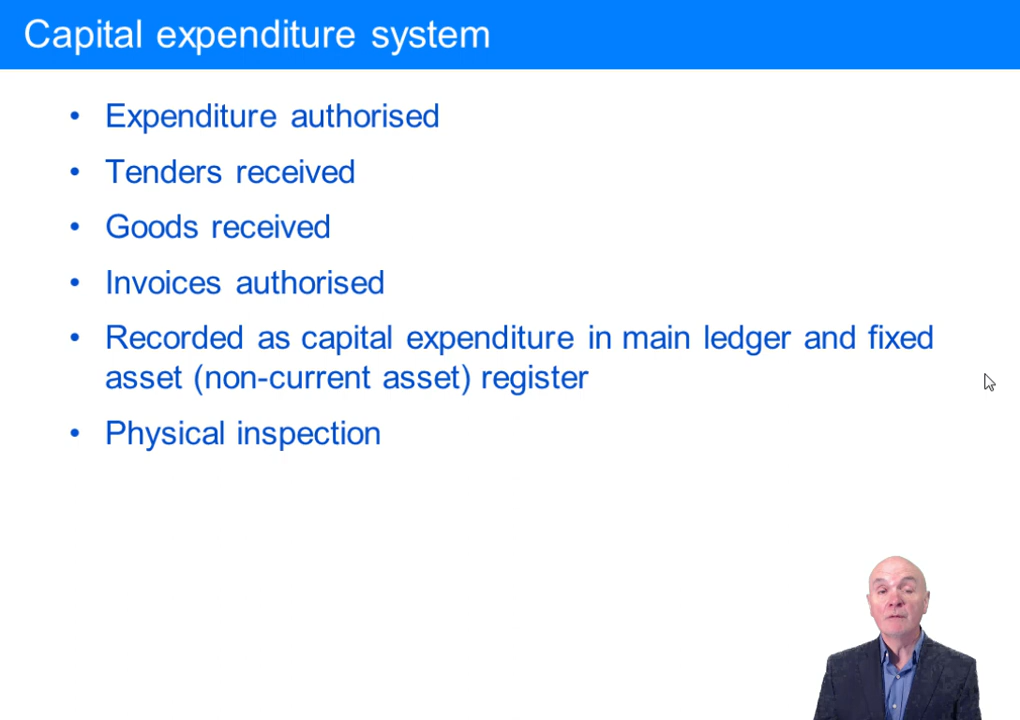 Capital expenditure system
• Expenditure authorised
• Tenders received
• Goods received
• Invoices authorised
• Recorded as capital expenditure in main ledger and fixed
asset (non-current asset) register
• Physical inspection